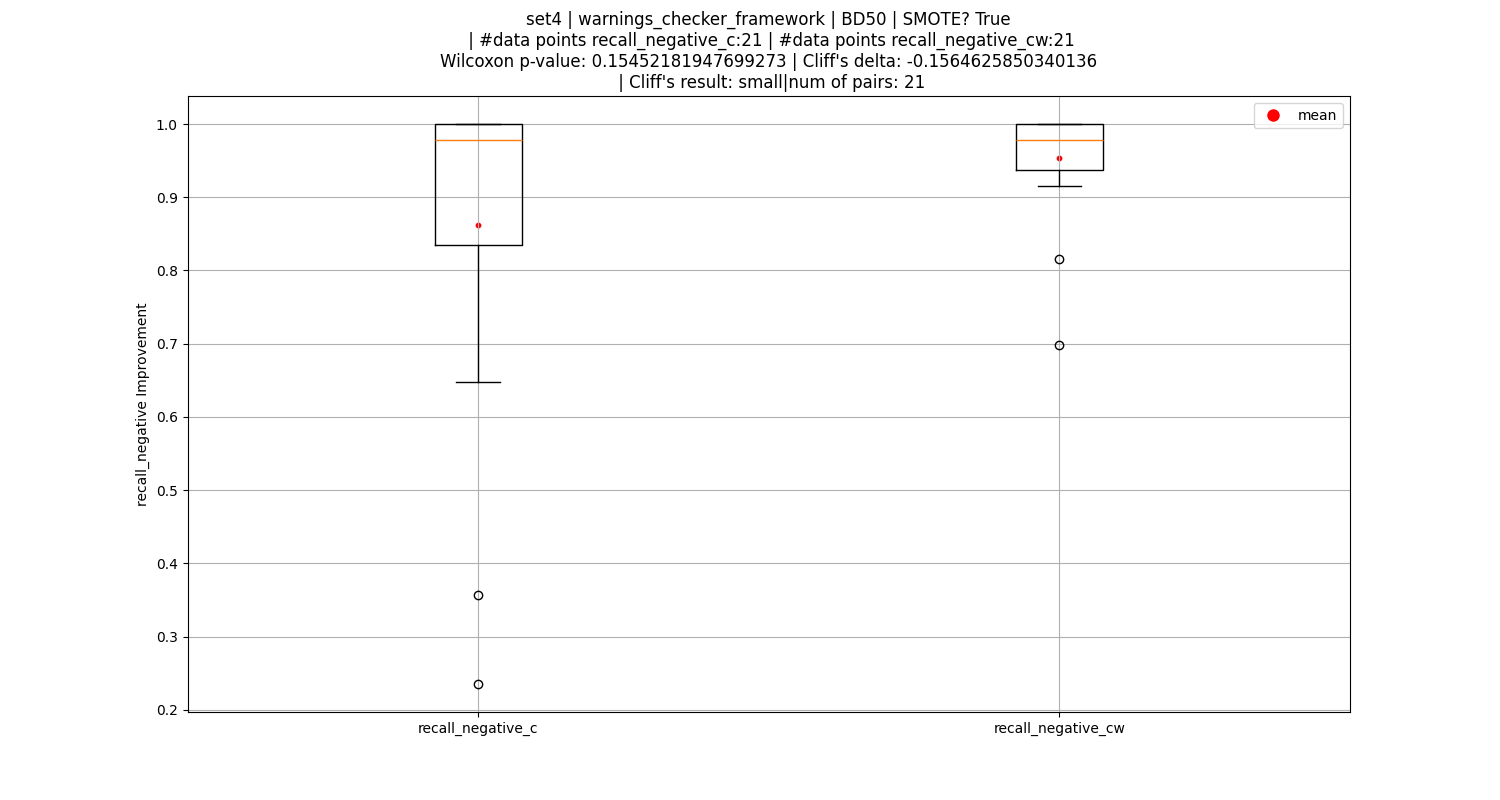 set4 | warnings_checker_framework | BD50 | SMOTE? True
| #data points recall_negative_c:21 | #data points recall_negative_cw:21
Wilcoxon p-value: 0.15452181947699273 | Cliff's delta: -0.1564625850340136
| Cliff's result: small|num of pairs: 21
mean
1.0
0.9
0.8
0.7
0.6
0.5
0.4
0.3
0.2
recall_negative Improvement
recall_negative_c
recall_negative_cw